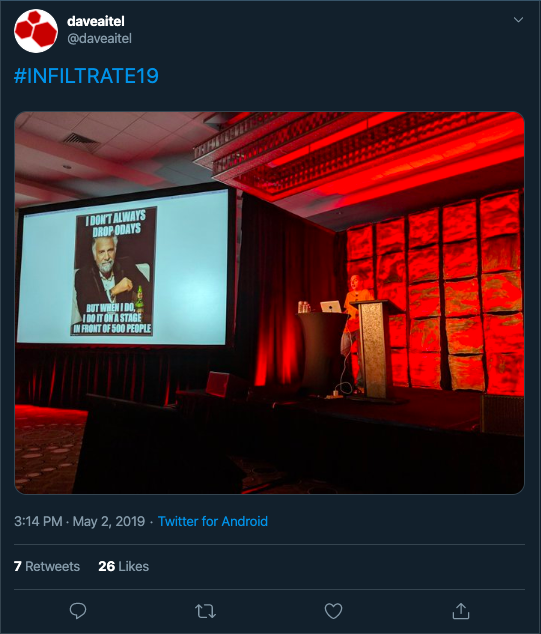 daveaitel
@daveaitel
#INFILTRATE19
I DON'T ALWAYS
DROP 0DAYS
BUT WHEN I DO,
I DO IT ON A STAGE
IN FRONT OF 500 PEOPLE
3:14 PM · May 2, 2019 · Twitter for Android
7 Retweets 26 Likes